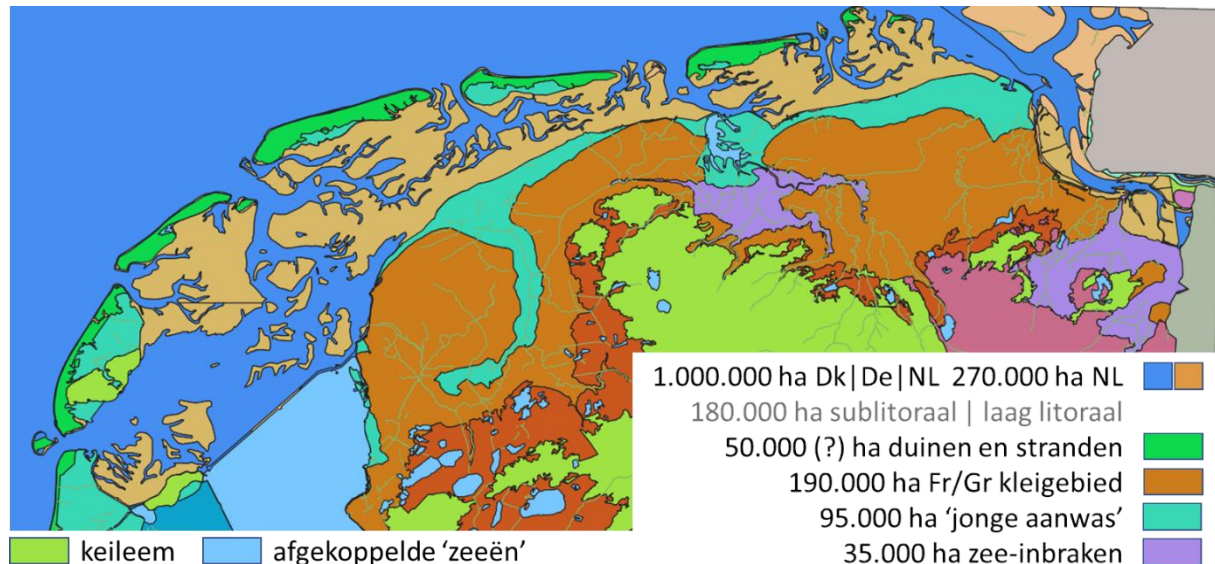 1.000.000 ha Dk|De|NL 270.000 ha NL
180.000 ha sublitoraal | laag litoraal
50.000 (?) ha duinen en stranden
190.000 ha Fr/Gr kleigebied
95.000 ha ‘jonge aanwas’
35.000 ha zee-inbraken
keileem
afgekoppelde ‘zeeën’